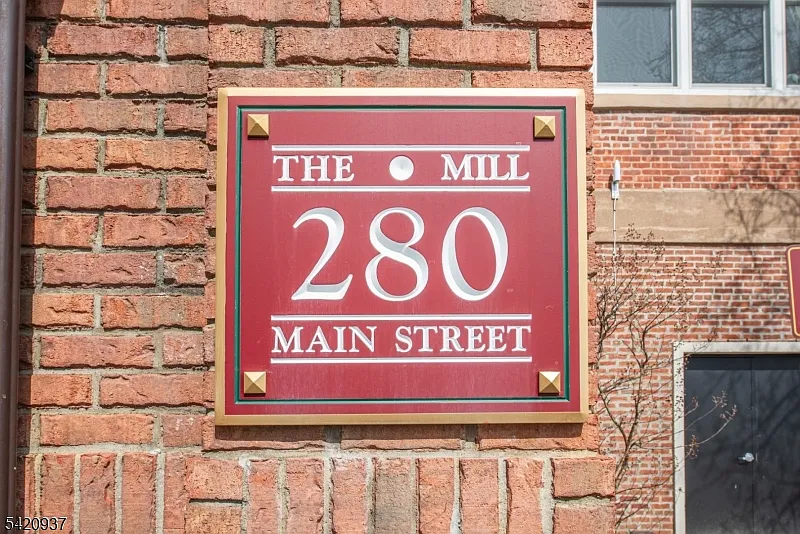 THE MILL
280
MAIN STREET
5420937